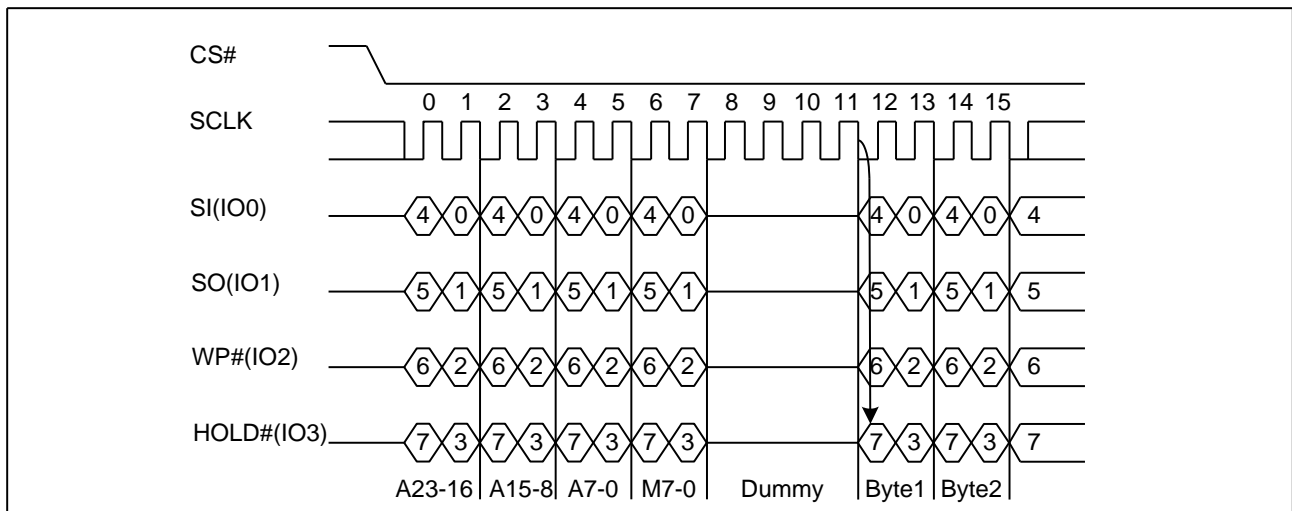 CS#
0 1 2 3 4 5 6 7 8 9 10 11 12 13 14 15
SCLK
SI(IO0) 4 0 4 0 4 0 4 0 4 0 4 0 4
SO(IO1) 5 1 5 1 5 1 5 1 5 1 5 1 5
WP#(IO2) 6 2 6 2 6 2 6 2 6 2 6 2 6
HOLD#(IO3) 7 3 7 3 7 3 7 3 7 3 7 3 7
A23-16 A15-8 A7-0 M7-0 Dummy Byte1 Byte2